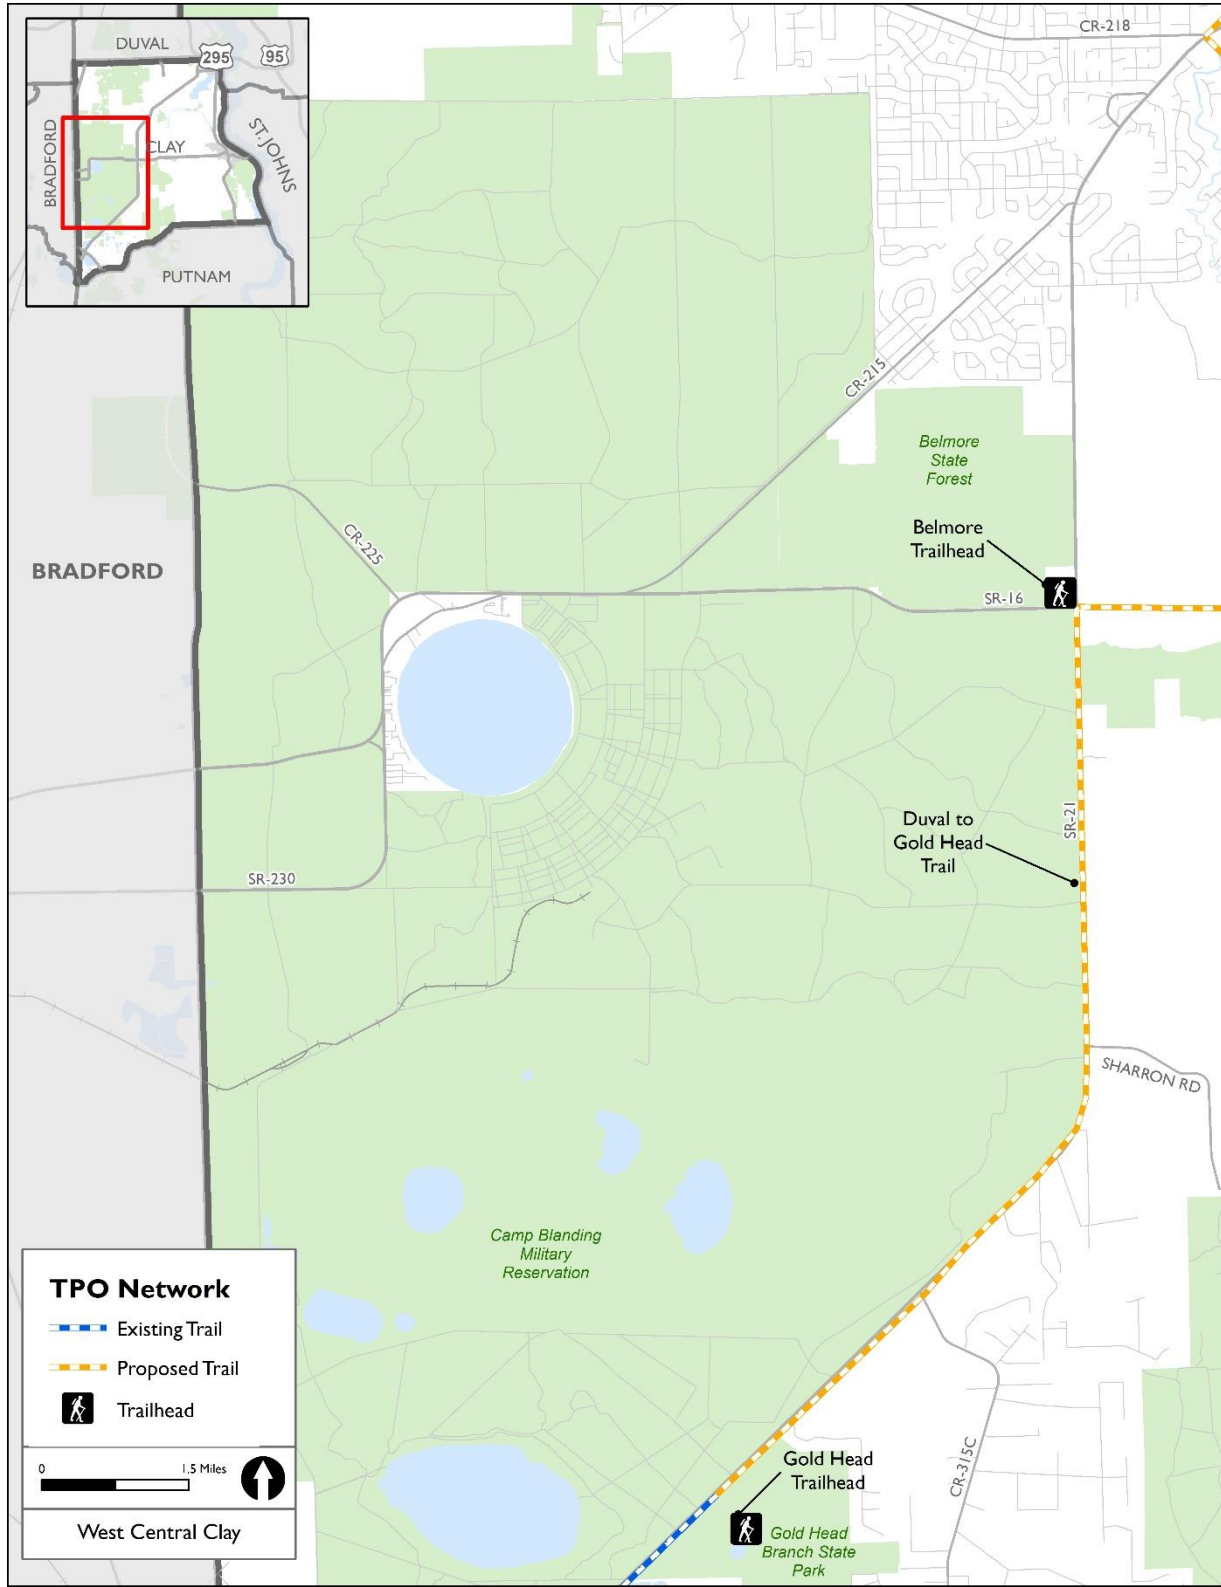 DUVAL
295
95
BRADFORD
CLAY
ST. JOHNS
PUTNAM
CR-218
CR-215
Belmore
State
Forest
Belmore
Trailhead
CR-225
BRADFORD
SR-16
Duval to
Gold Head
Trail
SR-21
SR-230
SHARRON RD
Camp Blanding
Military
Reservation
TPO Network
Existing Trail
Proposed Trail
Trailhead
0 1.5 Miles
West Central Clay
Gold Head
Trailhead
CR-315C
Gold Head
Branch State
Park